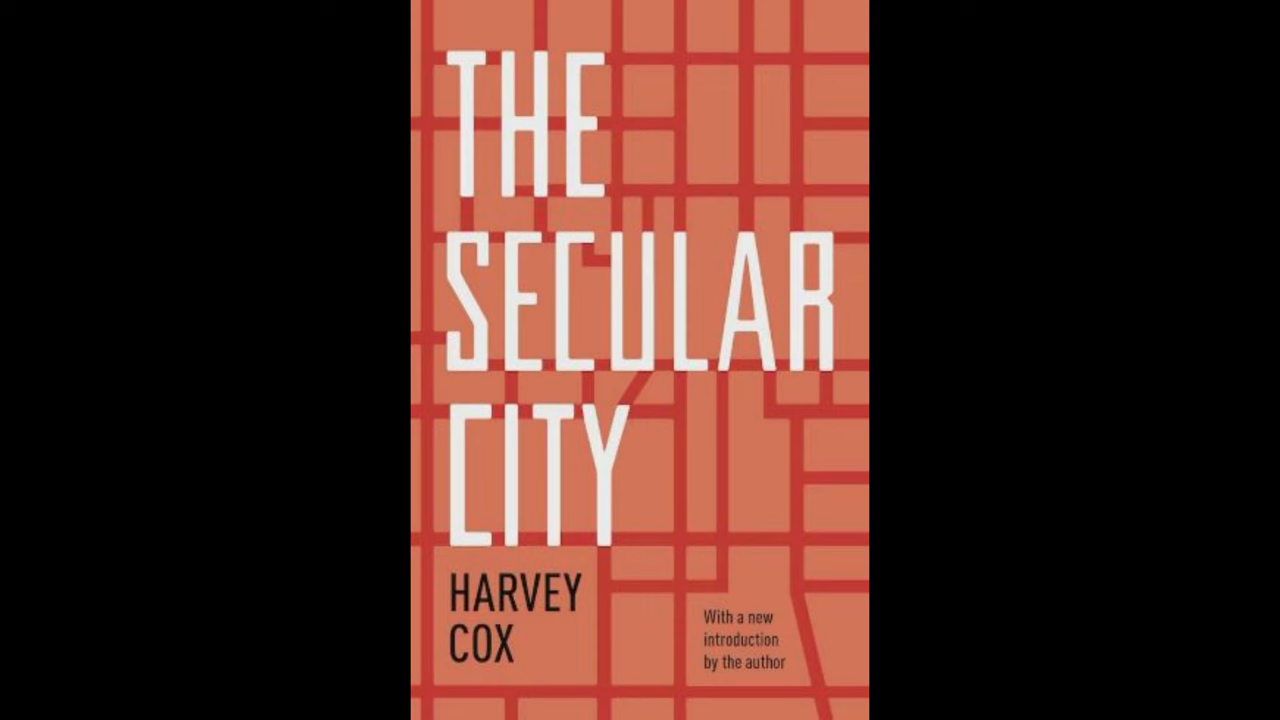 THE
SECULAR
CITY
HARVEY
COX
With a new
introduction
by the author